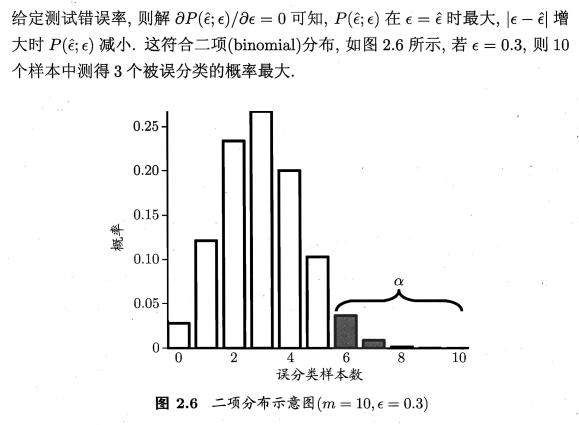 给定测试错误率, 则解 ∂P(ϵ̂;ϵ)/∂ϵ = 0 可知, P(ϵ̂;ϵ) 在 ϵ = ϵ̂ 时最大, |ϵ − ϵ̂| 增
大时 P(ϵ̂;ϵ) 减小. 这符合二项(binomial)分布, 如图 2.6 所示, 若 ϵ = 0.3, 则 10
个样本中测得 3 个被误分类的概率最大.
0.25
0.20
0.15
0.10
0.05
0
概率
α
0 2 4 6 8 10
误分类样本数
图 2.6 二项分布示意图(m = 10, ϵ = 0.3)